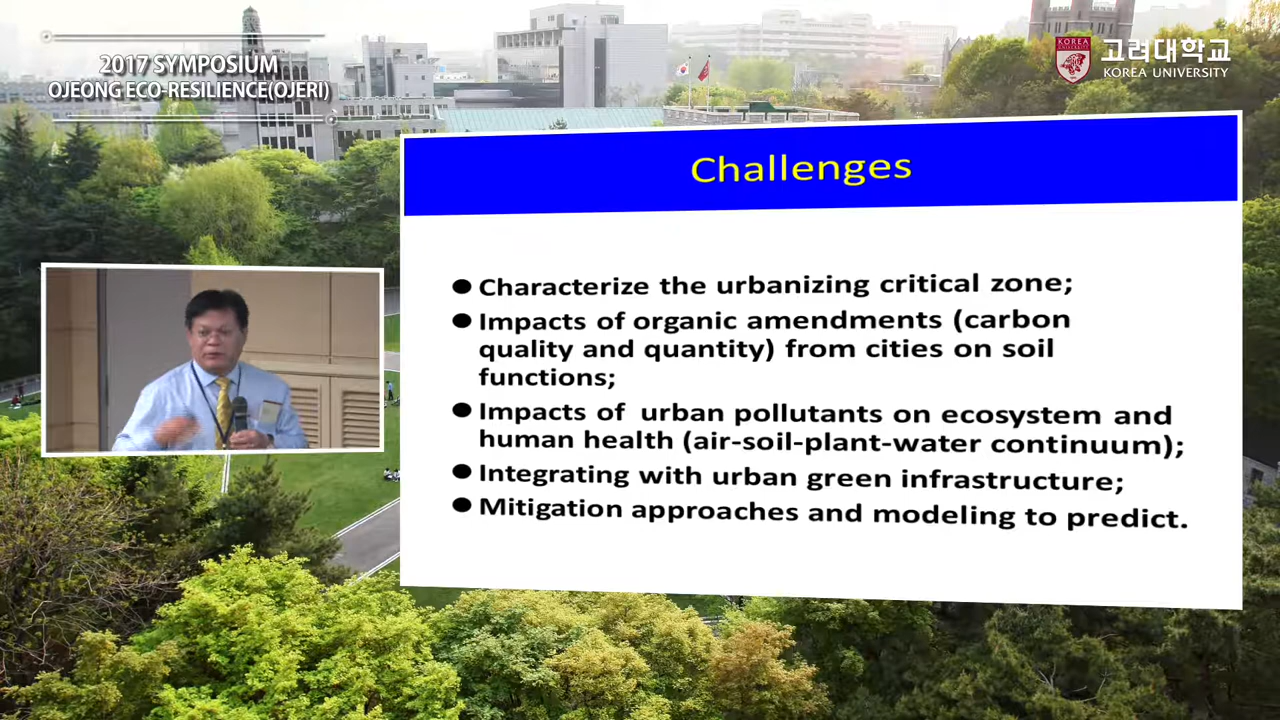 2017 SYMPOSIUM
OJEONG ECO-RESILIENCE(OJERI)
KOREA
고려대학교
KOREA UNIVERSITY
Challenges
● Characterize the urbanizing critical zone;
● Impacts of organic amendments (carbon
quality and quantity) from cities on soil
functions;
● Impacts of urban pollutants on ecosystem and
human health (air-soil-plant-water continuum);
● Integrating with urban green infrastructure;
● Mitigation approaches and modeling to predict.